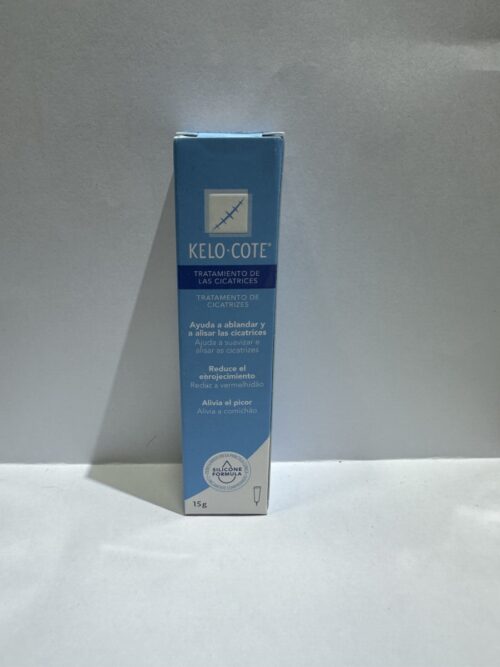 KELO·COTE®
TRATAMIENTO DE
LAS CICATRICES
TRATAMENTO DE
CICATRIZES
Ayuda a ablandar y
a alisar las cicatrices
Ajuda a suavizar e
alisar as cicatrizes
Reduce el
enrojecimiento
Reduz a vermelhidão
Alivia el picor
Alivia a comichão
SILICONE
FORMULA
15g